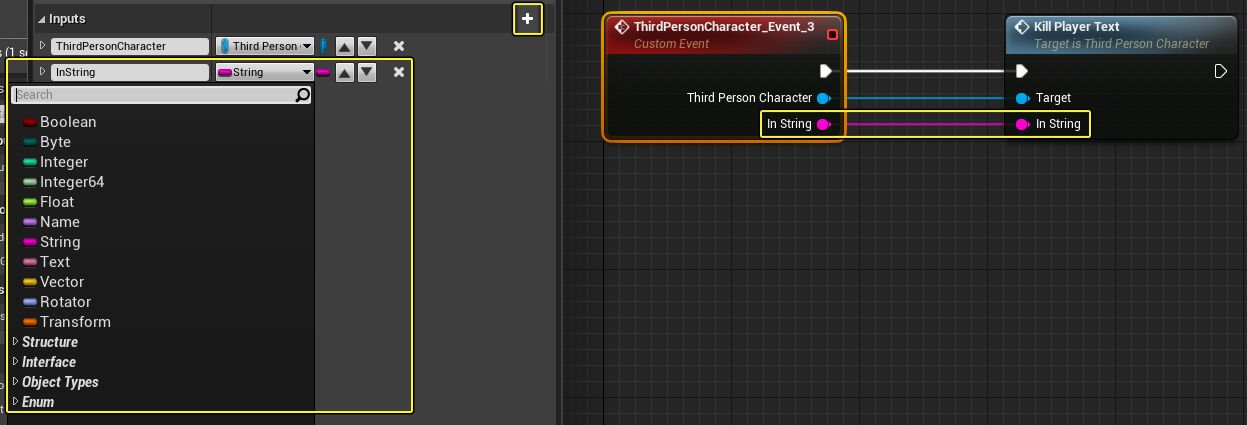 Inputs
+
ThirdPersonCharacter Third Person
InString String
Search
Boolean
Byte
Integer
Integer64
Float
Name
String
Text
Vector
Rotator
Transform
Structure
Interface
Object Types
Enum
ThirdPersonCharacter_Event_3
Custom Event
Third Person Character
In String
Kill Player Text
Target is Third Person Character
Target
In String